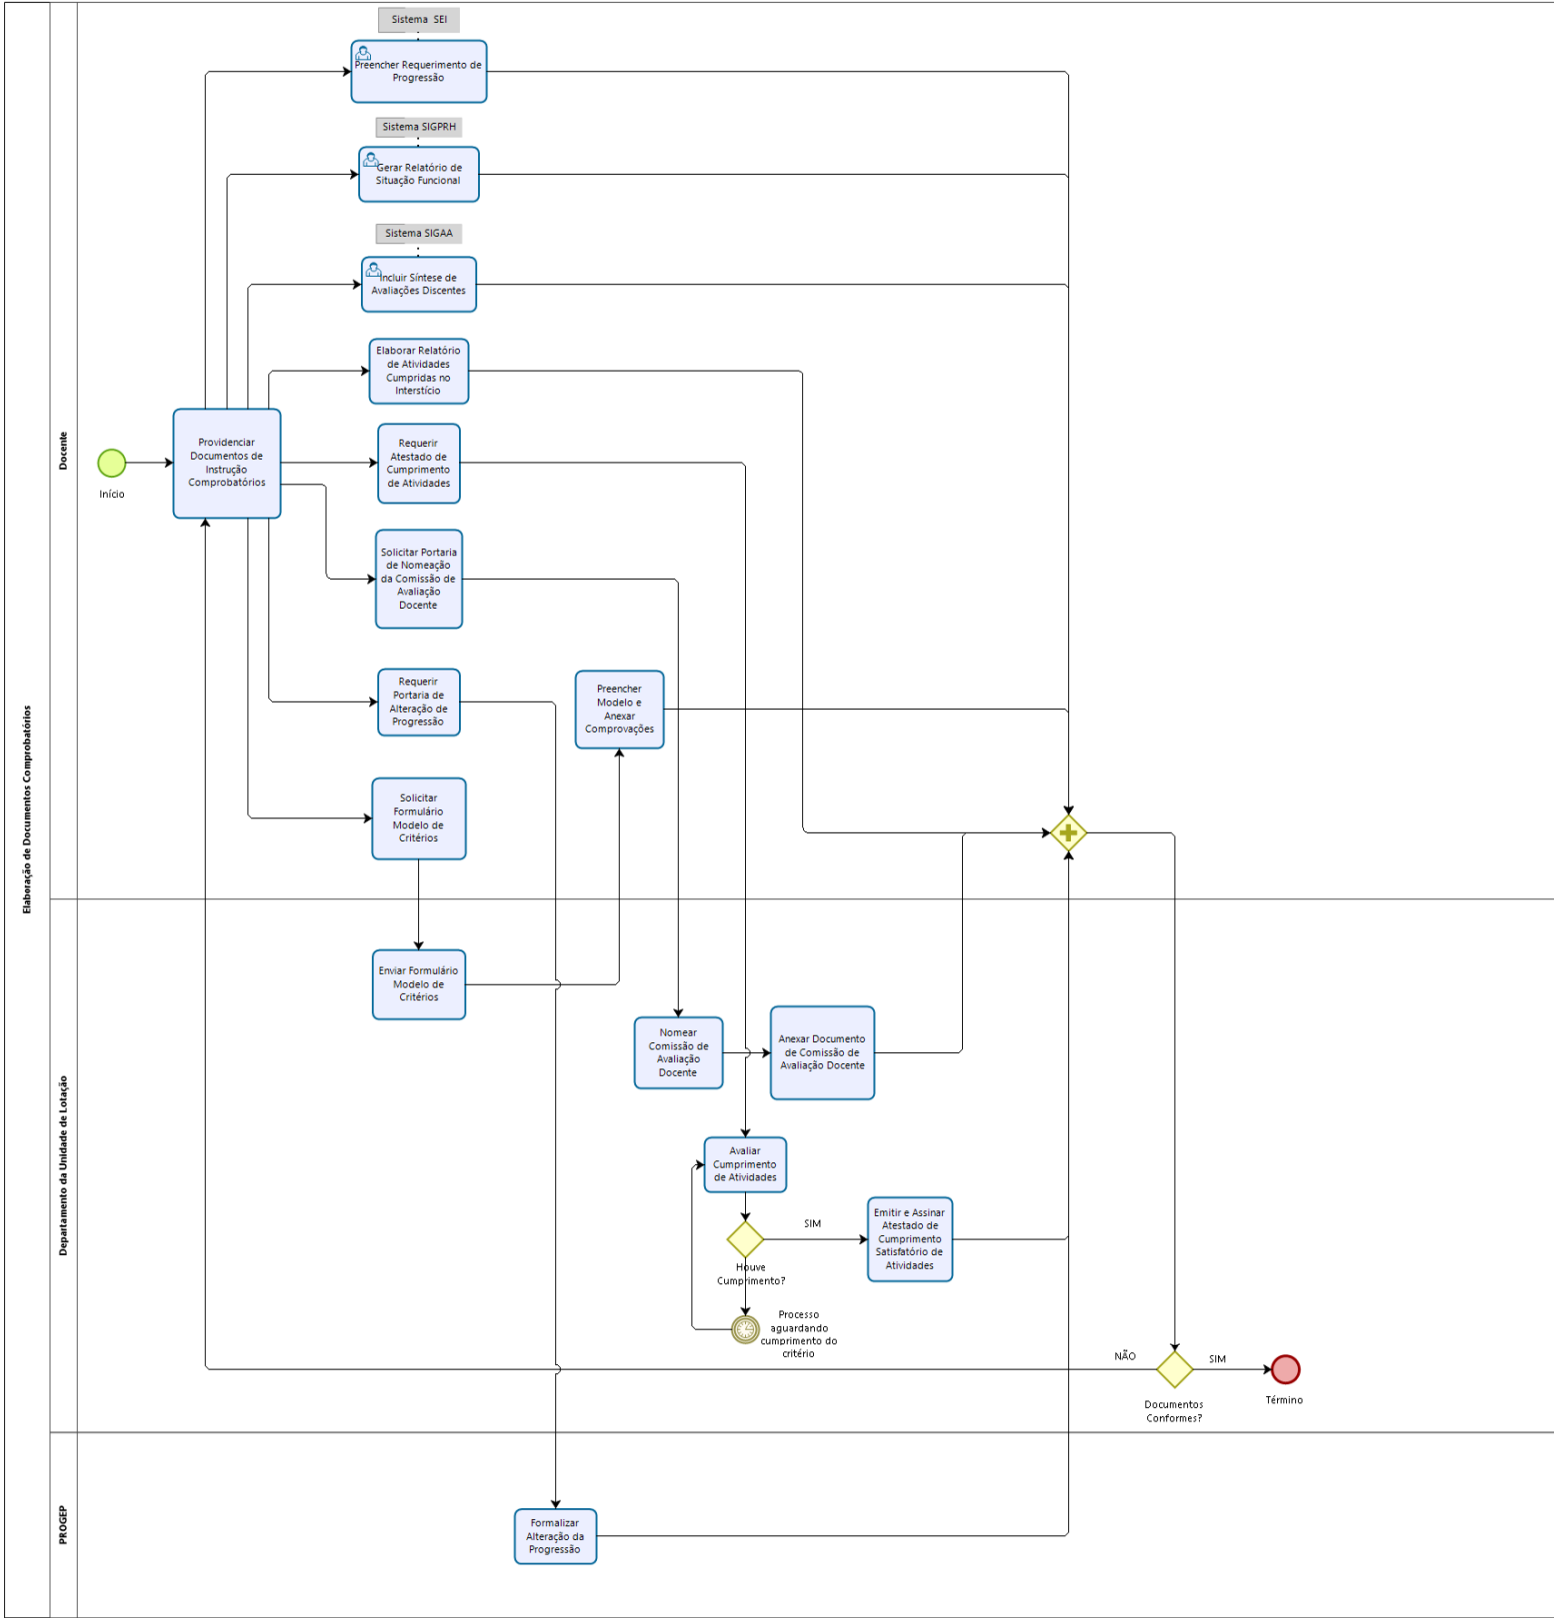 Sistema SEI
Preencher Requerimento de
Progressão
Sistema SIGPRH
Gerar Relatório de
Situação Funcional
Sistema SIGAA
Incluir Síntese de
Avaliações Discentes
Elaborar Relatório
de Atividades
Cumpridas no
Interstício
Docente
Início
Providenciar
Documentos de
Instrução
Comprobatórios
Requerir
Atestado de
Cumprimento
de Atividades
Solicitar Portaria
de Nomeação
da Comissão de
Avaliação
Docente
Requerir
Portaria de
Alteração de
Progressão
Preencher
Modelo e
Anexar
Comprovações
Solicitar
Formulário
Modelo de
Critérios
Elaboração de Documentos Comprobatórios
Departamento da Unidade de Lotação
Enviar Formulário
Modelo de
Critérios
Nomear
Comissão de
Avaliação
Docente
Anexar Documento
de Comissão de
Avaliação Docente
Avaliar
Cumprimento
de Atividades
SIM
Houve
Cumprimento?
Emitir e Assinar
Atestado de
Cumprimento
Satisfatório de
Atividades
Processo
aguardando
cumprimento do
critério
NÃO
SIM
Documentos
Conformes?
Término
PROGEP
Formalizar
Alteração da
Progressão